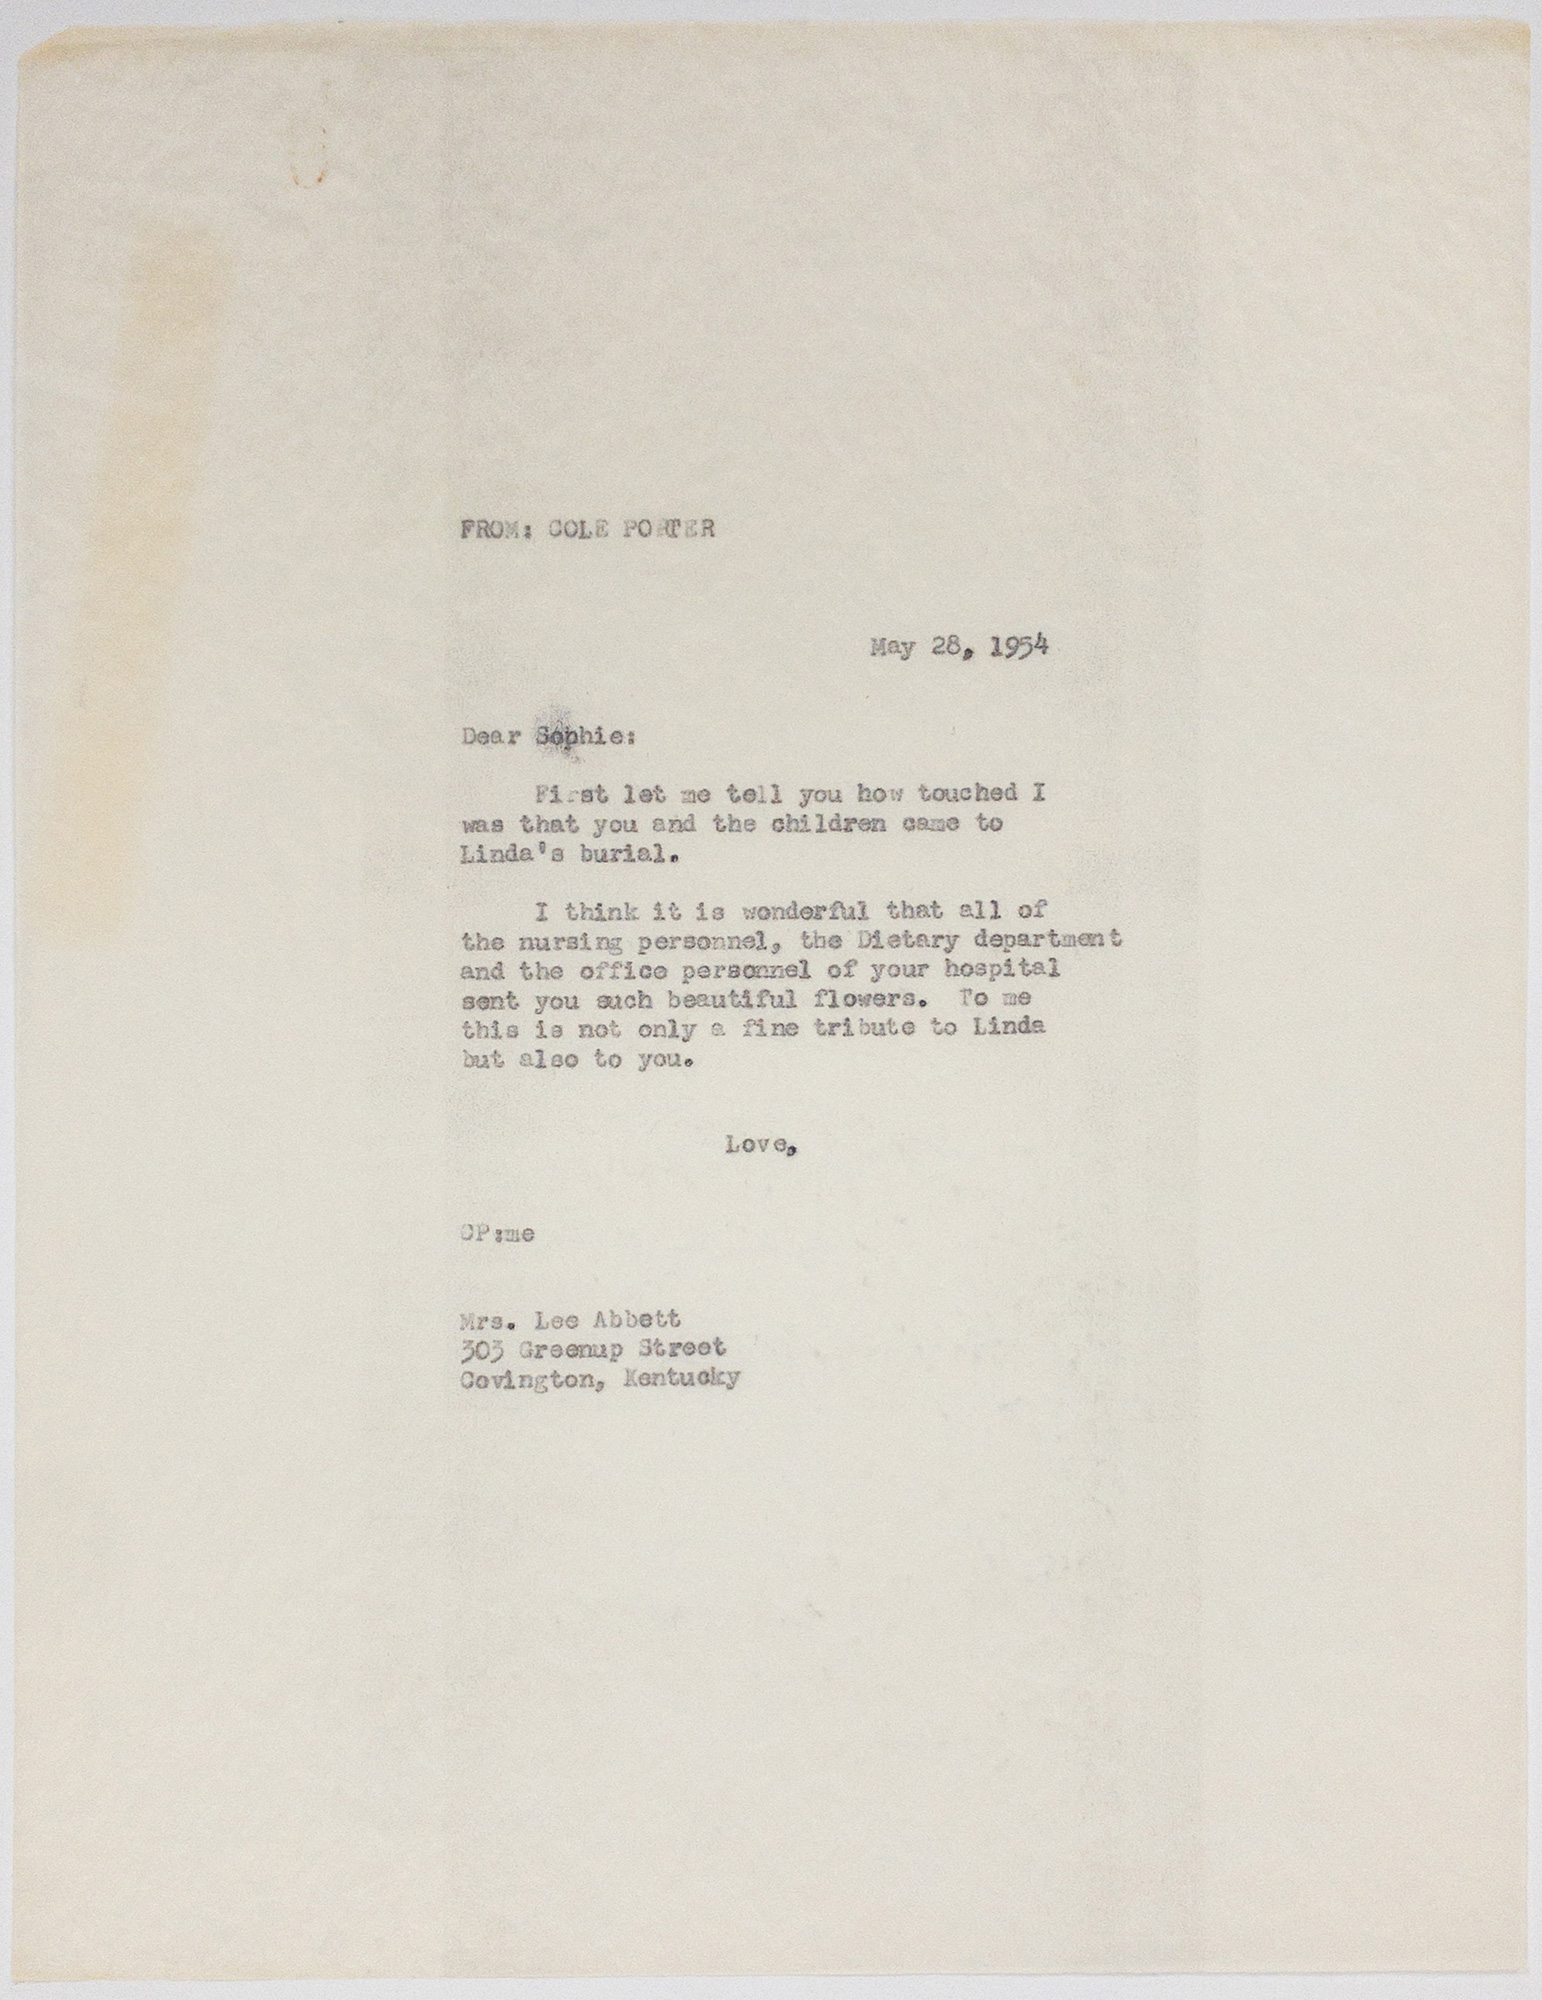 FROM: COLE PORTER
May 28, 1954
Dear Sophie:
First let me tell you how touched I
was that you and the children came to
Linda's burial.
I think it is wonderful that all of
the nursing personnel, the Dietary department
and the office personnel of your hospital
sent you such beautiful flowers. To me
this is not only a fine tribute to Linda
but also to you.
Love,
CP:me
Mrs. Lee Abbett
303 Greenup Street
Covington, Kentucky